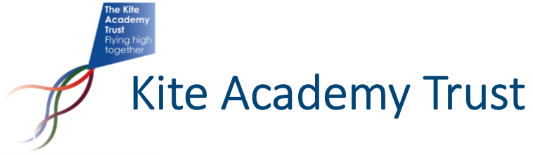 The Kite
Academy
Trust
Flying high
together
Kite Academy Trust